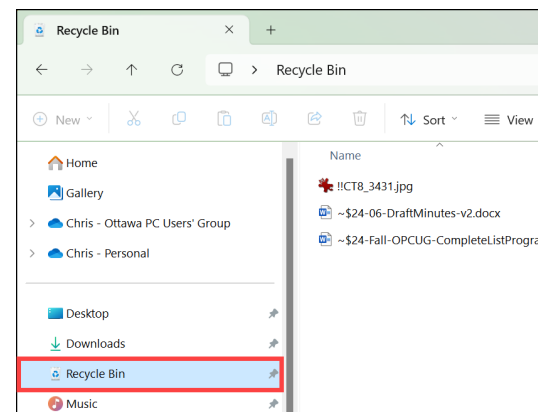 Recycle Bin
Recycle Bin
New
Sort
View
Home
Gallery
Chris - Ottawa PC Users' Group
Chris - Personal
Desktop
Downloads
Recycle Bin
Music
Name
!!CT8_3431.jpg
~$24-06-DraftMinutes-v2.docx
~$24-Fall-OPCUG-CompleteListProgra